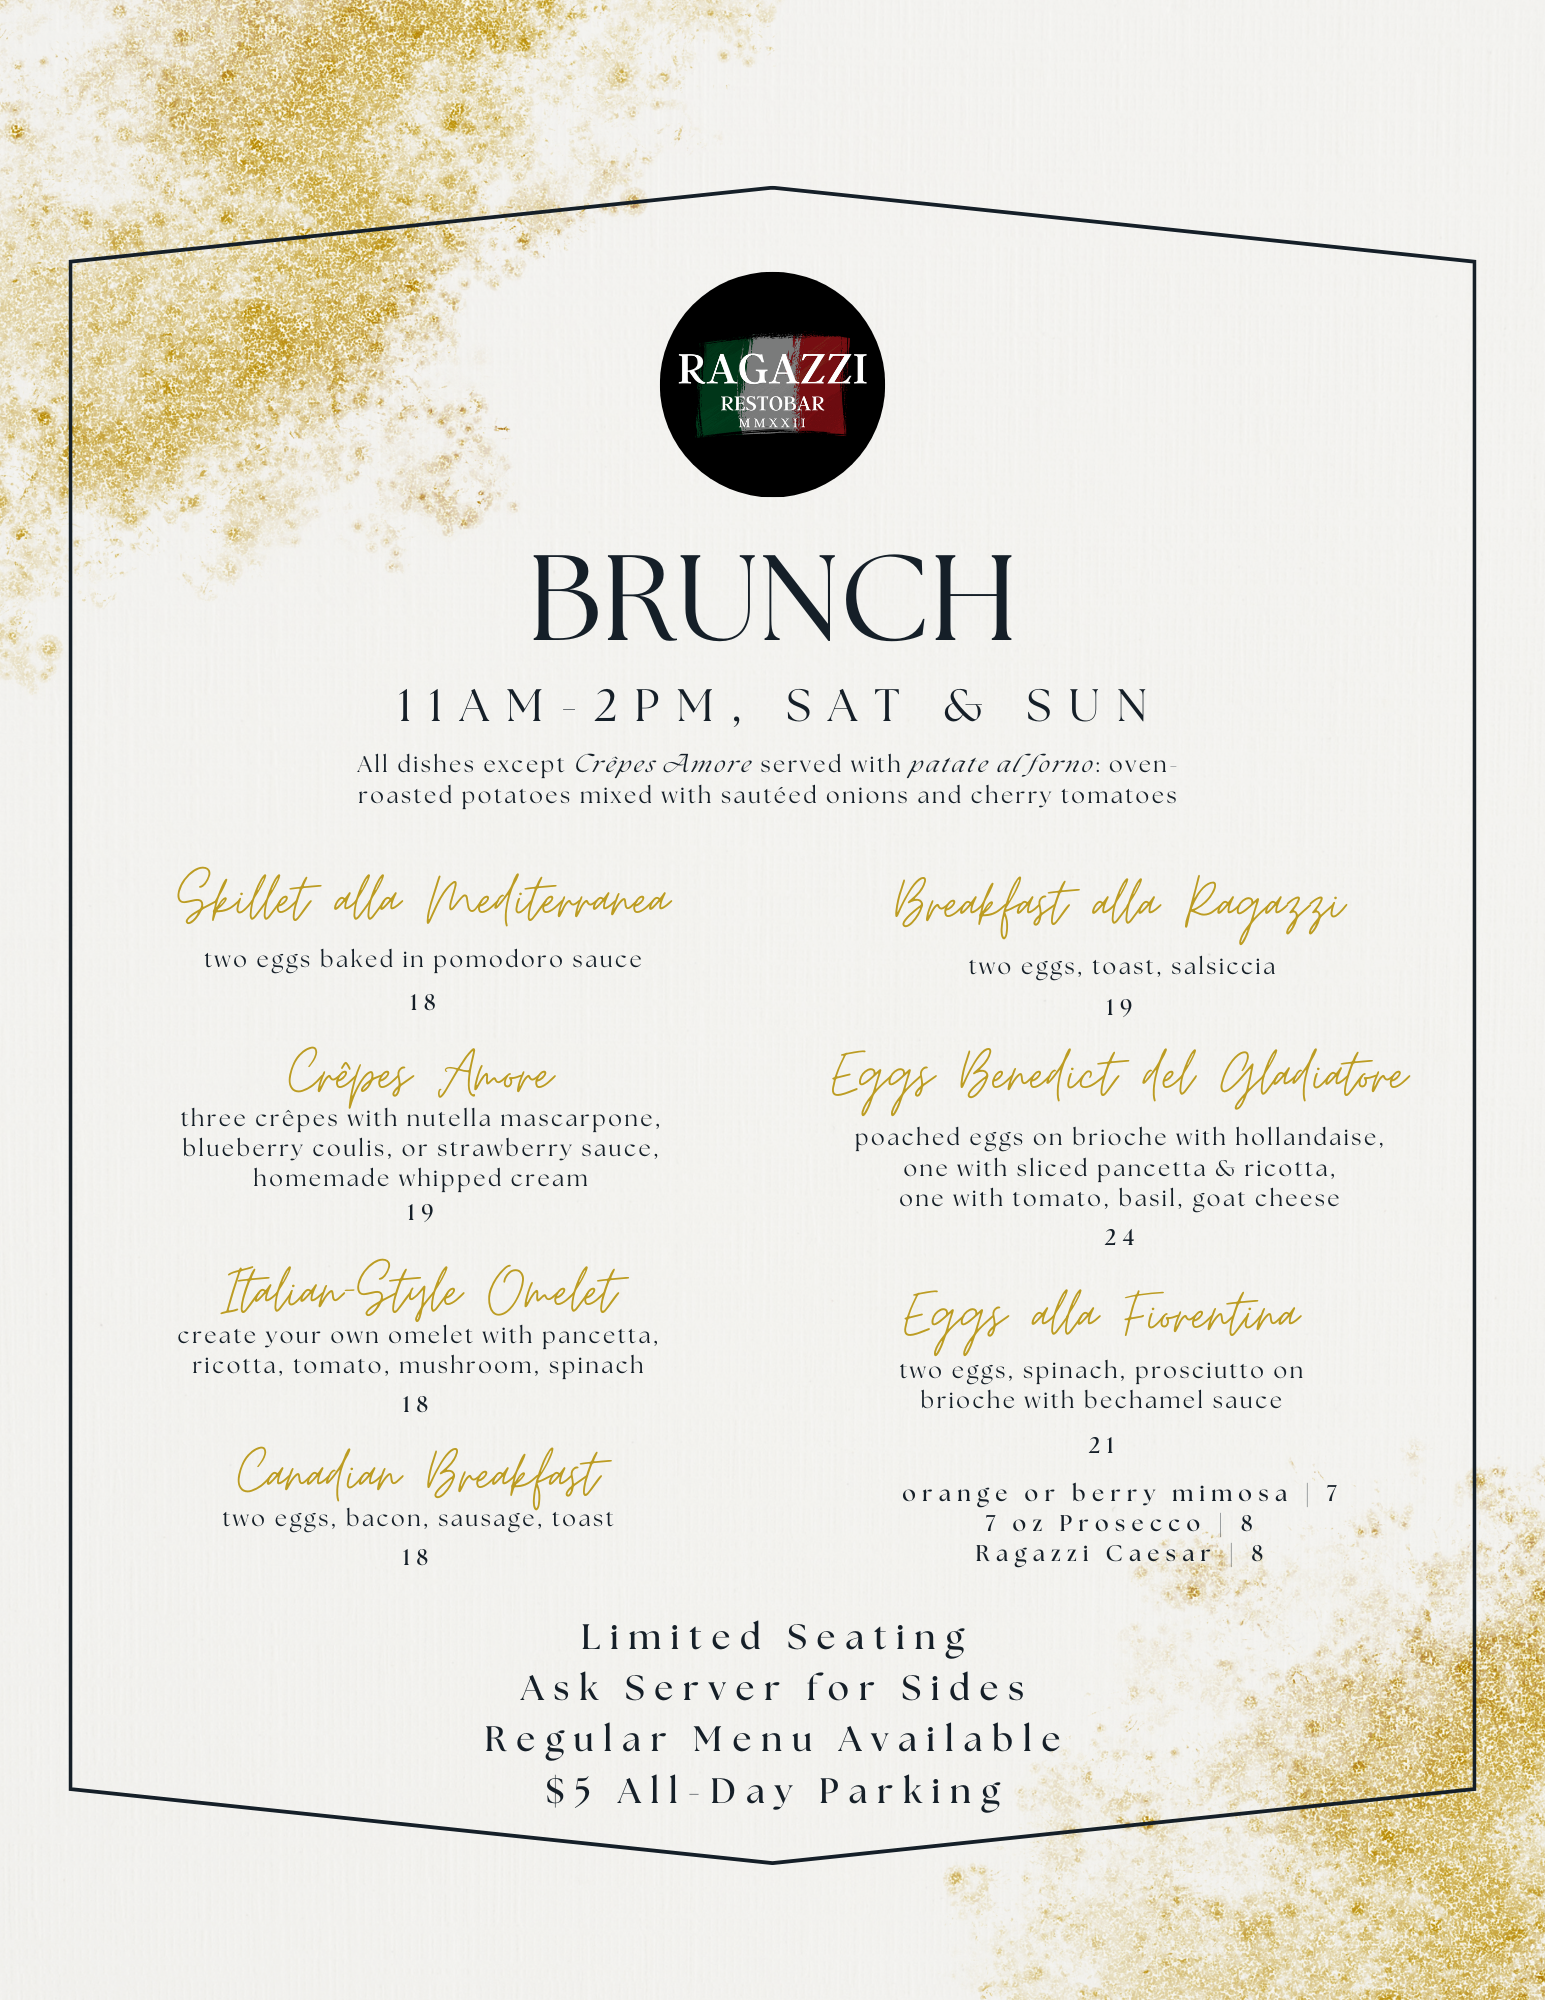 RAGAZZI
RESTOBAR
MMXXII
BRUNCH
11AM-2PM, SAT & SUN
All dishes except Crêpes Amore served with patate al forno: oven-
roasted potatoes mixed with sautéed onions and cherry tomatoes
Skillet alla Mediterranea
two eggs baked in pomodoro sauce
18
Crêpes Amore
three crêpes with nutella mascarpone,
blueberry coulis, or strawberry sauce,
homemade whipped cream
19
Italian-Style Omelet
create your own omelet with pancetta,
ricotta, tomato, mushroom, spinach
18
Canadian Breakfast
two eggs, bacon, sausage, toast
18
Breakfast alla Ragazzi
two eggs, toast, salsiccia
19
Eggs Benedict del Gladiatore
poached eggs on brioche with hollandaise,
one with sliced pancetta & ricotta,
one with tomato, basil, goat cheese
24
Eggs alla Fiorentina
two eggs, spinach, prosciutto on
brioche with bechamel sauce
21
orange or berry mimosa | 7
7 oz Prosecco | 8
Ragazzi Caesar | 8
Limited Seating
Ask Server for Sides
Regular Menu Available
$5 All-Day Parking